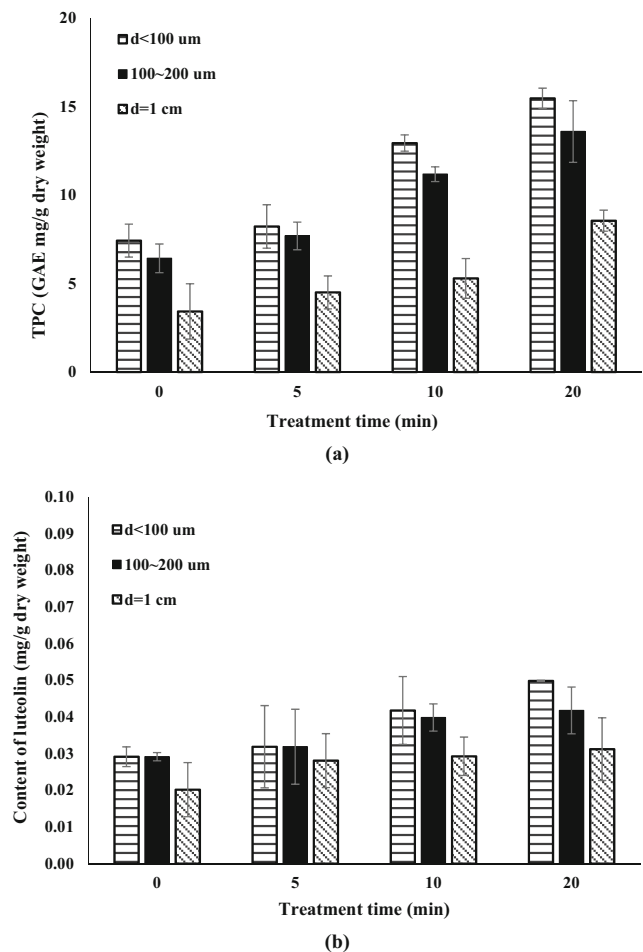 20
15
10
5
0
TPC (GAE mg/g dry weight)
d<100 um
100~200 um
d=1 cm
0 5 10 20
Treatment time (min)
(a)
0.10
0.09
0.08
0.07
0.06
0.05
0.04
0.03
0.02
0.01
0.00
Content of luteolin (mg/g dry weight)
d<100 um
100~200 um
d=1 cm
0 5 10 20
Treatment time (min)
(b)